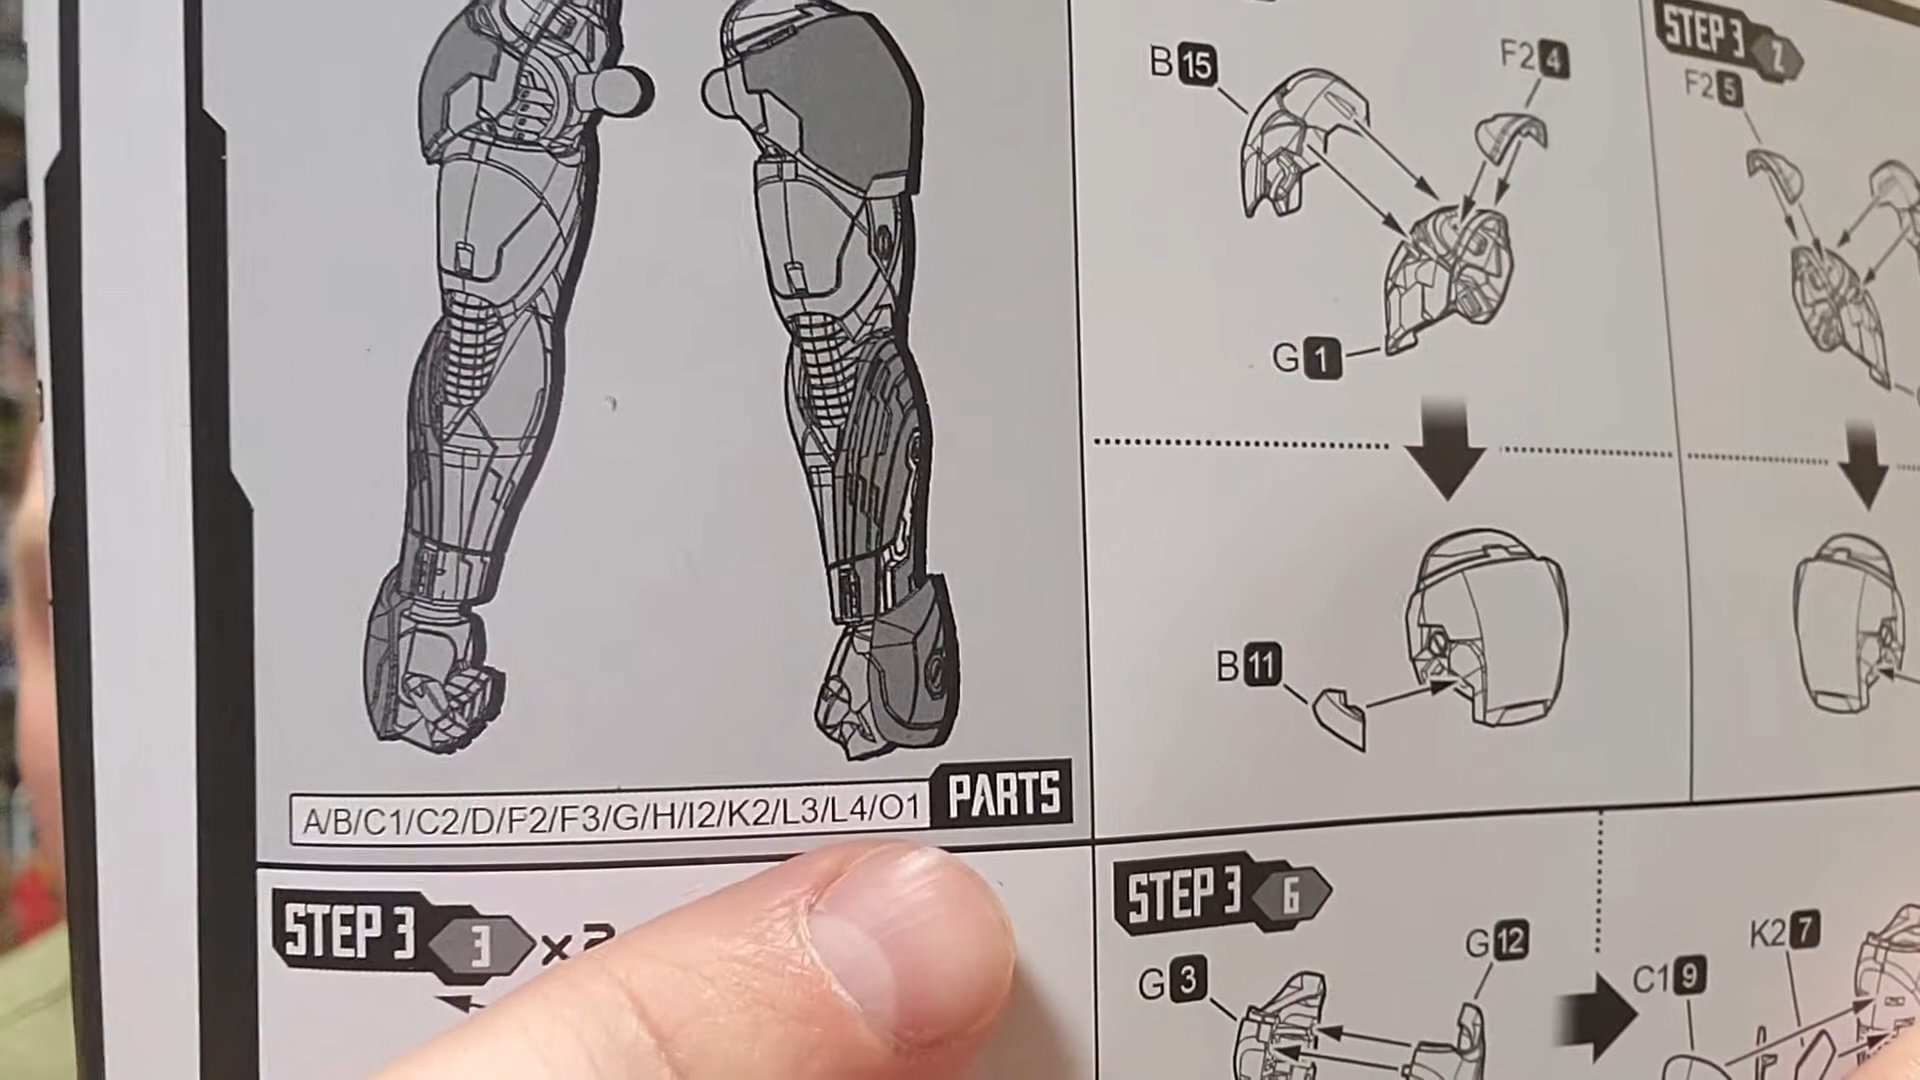 B 15
F2 4
G 1
B 11
STEP 3 2
F2 5
A/B/C1/C2/D/F2/F3/G/H/I2/K2/L3/L4/O1 PARTS
STEP 3 3 x2
STEP 3 6
G 3
G 12
C1 9
K2 7